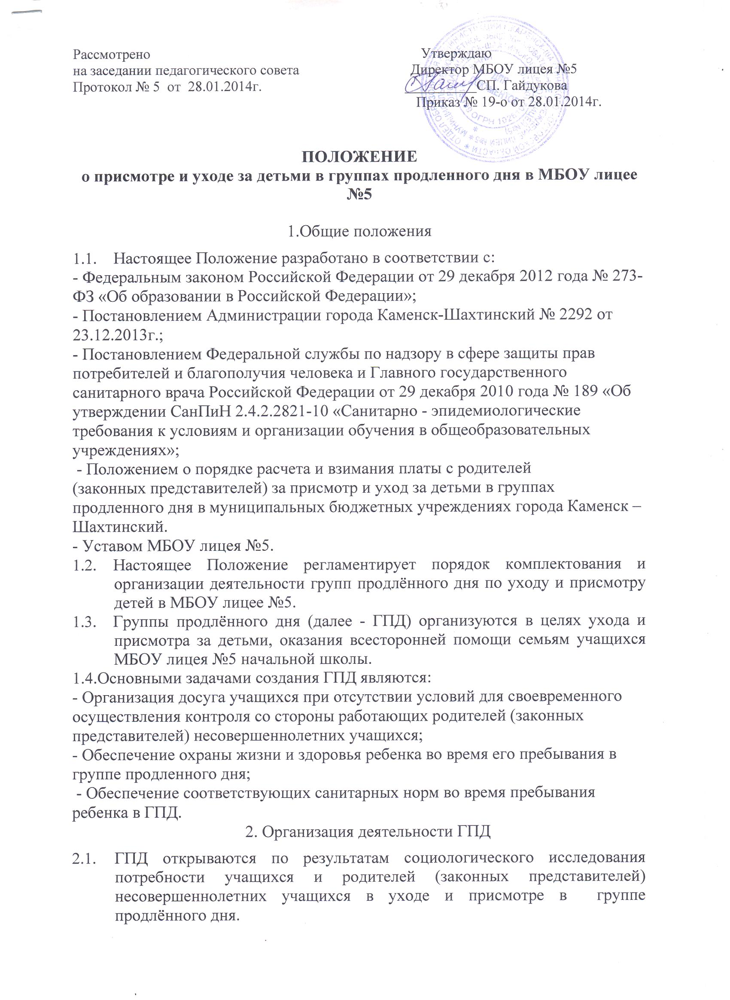 Рассмотрено
на заседании педагогического совета
Протокол № 5 от 28.01.2014г.
Утверждаю
Директор МБОУ лицея №5
СП. Гайдукова
Приказ № 19-о от 28.01.2014г.
ПОЛОЖЕНИЕ
о присмотре и уходе за детьми в группах продленного дня в МБОУ лицее
№5
1.Общие положения
1.1. Настоящее Положение разработано в соответствии с:
- Федеральным законом Российской Федерации от 29 декабря 2012 года № 273-
ФЗ «Об образовании в Российской Федерации»;
- Постановлением Администрации города Каменск-Шахтинский № 2292 от
23.12.2013г.;
- Постановлением Федеральной службы по надзору в сфере защиты прав
потребителей и благополучия человека и Главного государственного
санитарного врача Российской Федерации от 29 декабря 2010 года № 189 «Об
утверждении СанПиН 2.4.2.2821-10 «Санитарно - эпидемиологические
требования к условиям и организации обучения в общеобразовательных
учреждениях»;
- Положением о порядке расчета и взимания платы с родителей
(законных представителей) за присмотр и уход за детьми в группах
продленного дня в муниципальных бюджетных учреждениях города Каменск –
Шахтинский.
- Уставом МБОУ лицея №5.
1.2. Настоящее Положение регламентирует порядок комплектования и
организации деятельности групп продлённого дня по уходу и присмотру
детей в МБОУ лицее №5.
1.3. Группы продлённого дня (далее - ГПД) организуются в целях ухода и
присмотра за детьми, оказания всесторонней помощи семьям учащихся
МБОУ лицея №5 начальной школы.
1.4.Основными задачами создания ГПД являются:
- Организация досуга учащихся при отсутствии условий для своевременного
осуществления контроля со стороны работающих родителей (законных
представителей) несовершеннолетних учащихся;
- Обеспечение охраны жизни и здоровья ребенка во время его пребывания в
группе продленного дня;
- Обеспечение соответствующих санитарных норм во время пребывания
ребенка в ГПД.
2. Организация деятельности ГПД
2.1. ГПД открываются по результатам социологического исследования
потребности учащихся и родителей (законных представителей)
несовершеннолетних учащихся в уходе и присмотре в группе
продлённого дня.